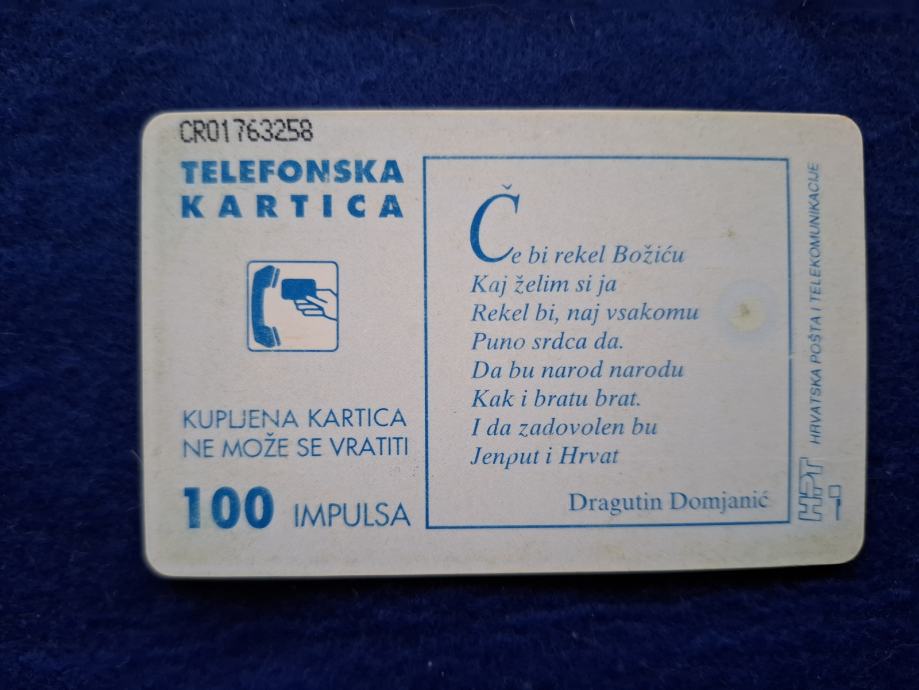 CR01763258
TELEFONSKA
KARTICA
KUPLJENA KARTICA
NE MOŽE SE VRATITI
100 IMPULSA
Če bi rekel Božiću
Kaj želim si ja
Rekel bi, naj vsakomu
Puno srdca da.
Da bu narod narodu
Kak i bratu brat.
I da zadovolen bu
Jenput i Hrvat
Dragutin Domjanić
HPT
HRVATSKA POŠTA I TELEKOMUNIKACIJE